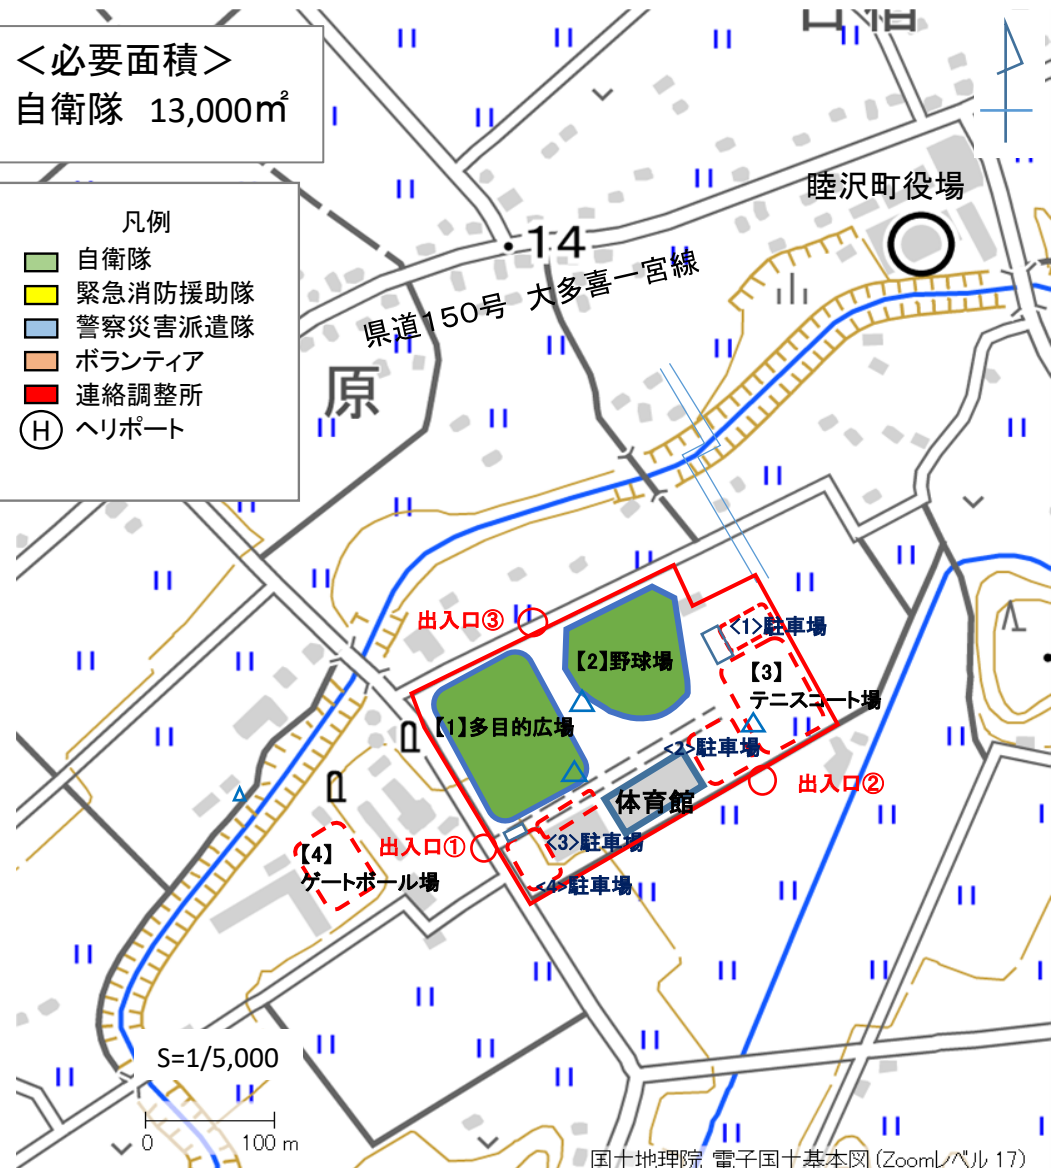 <必要面積>
自衛隊 13,000㎡
凡例
自衛隊
緊急消防援助隊
警察災害派遣隊
ボランティア
連絡調整所
H ヘリポート
睦沢町役場
・14
県道150号 大多喜一宮線
原
出入口③
<1>駐車場
【2】野球場
【3】
テニスコート場
【1】多目的広場
<2>駐車場
出入口②
体育館
出入口①
<3>駐車場
【4】
ゲートボール場
<4>駐車場
S=1/5,000
0 100 m
国土地理院 電子国土基本図(Zoomレベル 17)